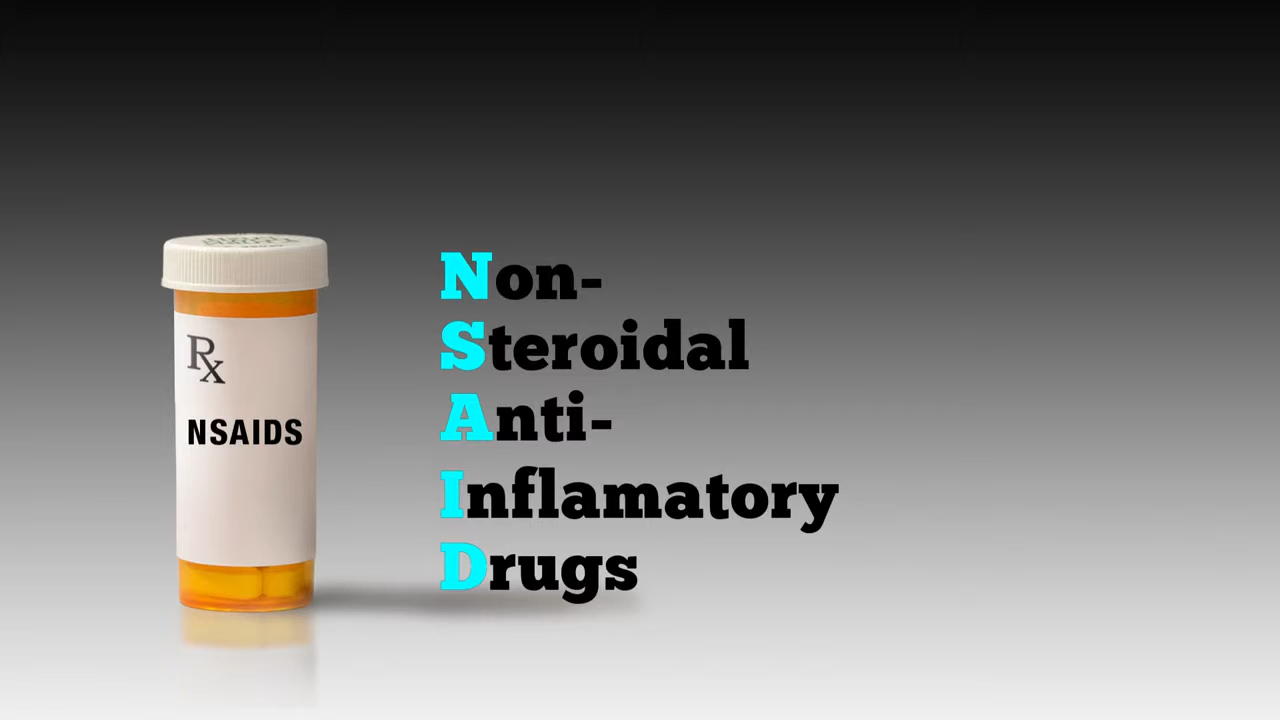 Rx
NSAIDS
Non-
Steroidal
Anti-
Inflamatory
Drugs